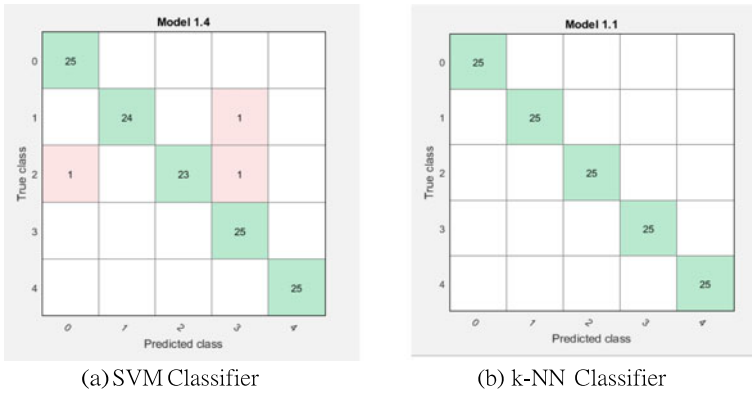 Model 1.4
True class
0 25
1 24 1
2 1 23 1
3 25
4 25
0 1 2 3 4
Predicted class
(a) SVM Classifier
Model 1.1
True class
0 25
1 25
2 25
3 25
4 25
0 1 2 3 4
Predicted class
(b) k-NN Classifier